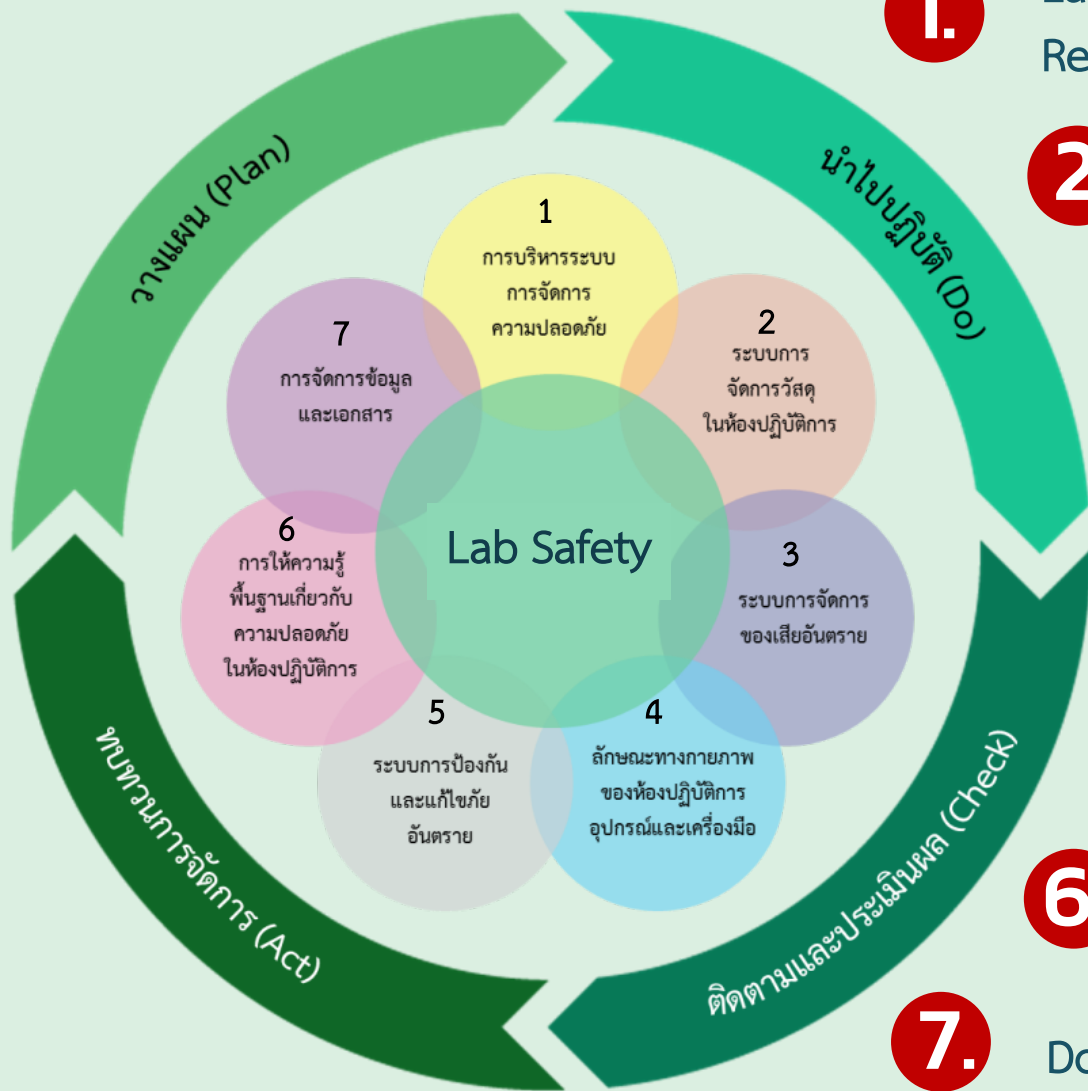 1.
Re
2
วางแผน (Plan)
นำไปปฏิบัติ (Do)
1
การบริหารระบบ
การจัดการ
ความปลอดภัย
2
ระบบการ
จัดการวัสดุ
ในห้องปฏิบัติการ
7
การจัดการข้อมูล
และเอกสาร
Lab Safety
3
ระบบการจัดการ
ของเสียอันตราย
6
การให้ความรู้
พื้นฐานเกี่ยวกับ
ความปลอดภัย
ในห้องปฏิบัติการ
5
ระบบการป้องกัน
และแก้ไขภัย
อันตราย
4
ลักษณะทางกายภาพ
ของห้องปฏิบัติการ
อุปกรณ์และเครื่องมือ
ทบทวนการจัดการ (Act)
ติดตามและประเมินผล (Check)
6
7.
Do